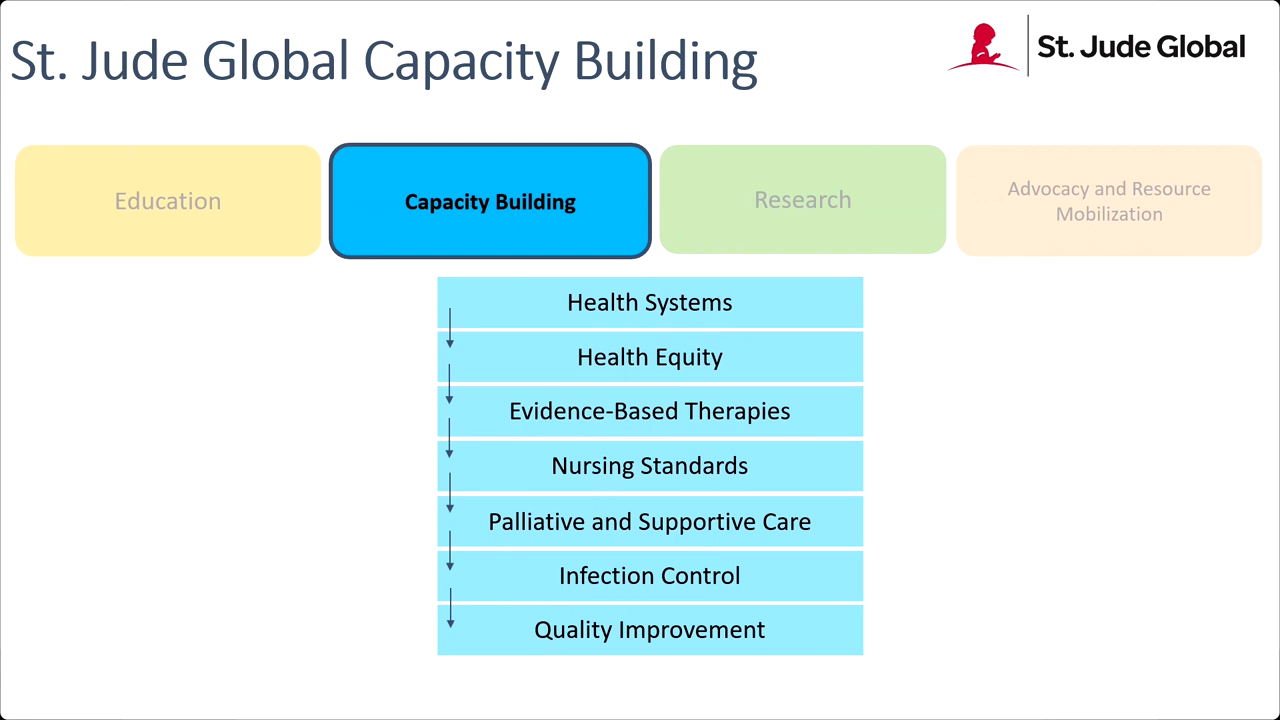 St. Jude Global Capacity Building
St. Jude Global
Education
Capacity Building
Research
Advocacy and Resource
Mobilization
Health Systems
Health Equity
Evidence-Based Therapies
Nursing Standards
Palliative and Supportive Care
Infection Control
Quality Improvement